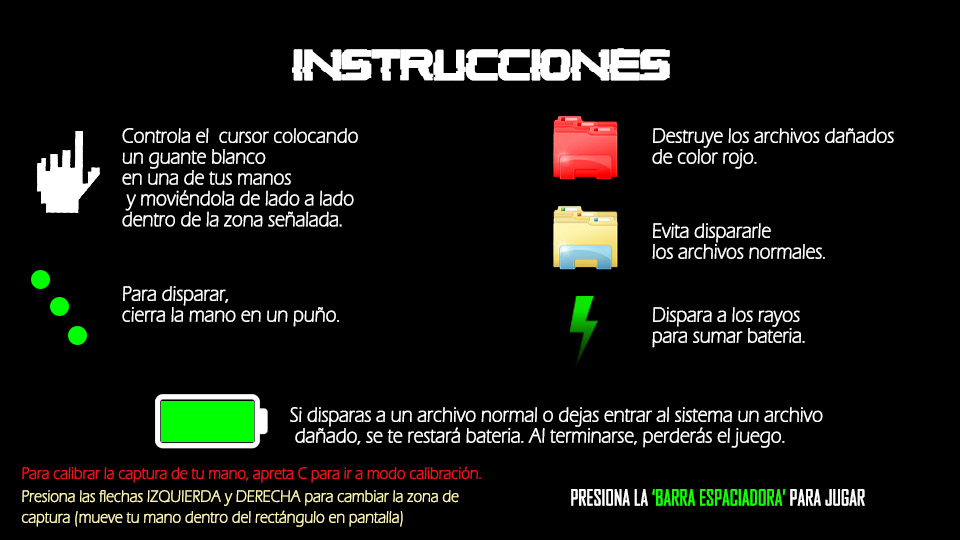 INSTRUCCIONES
Controla el cursor colocando
un guante blanco
en una de tus manos
y moviéndola de lado a lado
dentro de la zona señalada.
Para disparar,
cierra la mano en un puño.
Destruye los archivos dañados
de color rojo.
Evita dispararle
los archivos normales.
Dispara a los rayos
para sumar bateria.
Si disparas a un archivo normal o dejas entrar al sistema un archivo
dañado, se te restará bateria. Al terminarse, perderás el juego.
Para calibrar la captura de tu mano, apreta C para ir a modo calibración.
Presiona las flechas IZQUIERDA y DERECHA para cambiar la zona de
captura (mueve tu mano dentro del rectángulo en pantalla)
PRESIONA LA 'BARRA ESPACIADORA' PARA JUGAR